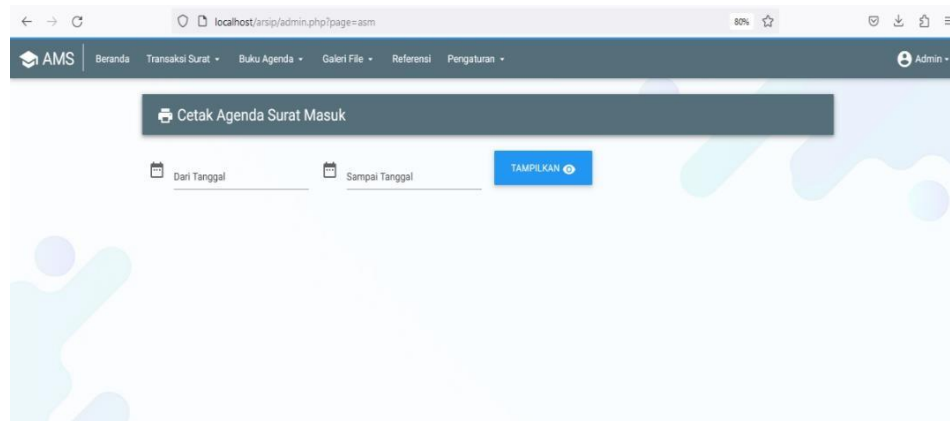 localhost/arsip/admin.php?page=asm 80%
AMS Beranda Transaksi Surat Buku Agenda Galeri File Referensi Pengaturan Admin
Cetak Agenda Surat Masuk
Dari Tanggal Sampai Tanggal TAMPILKAN